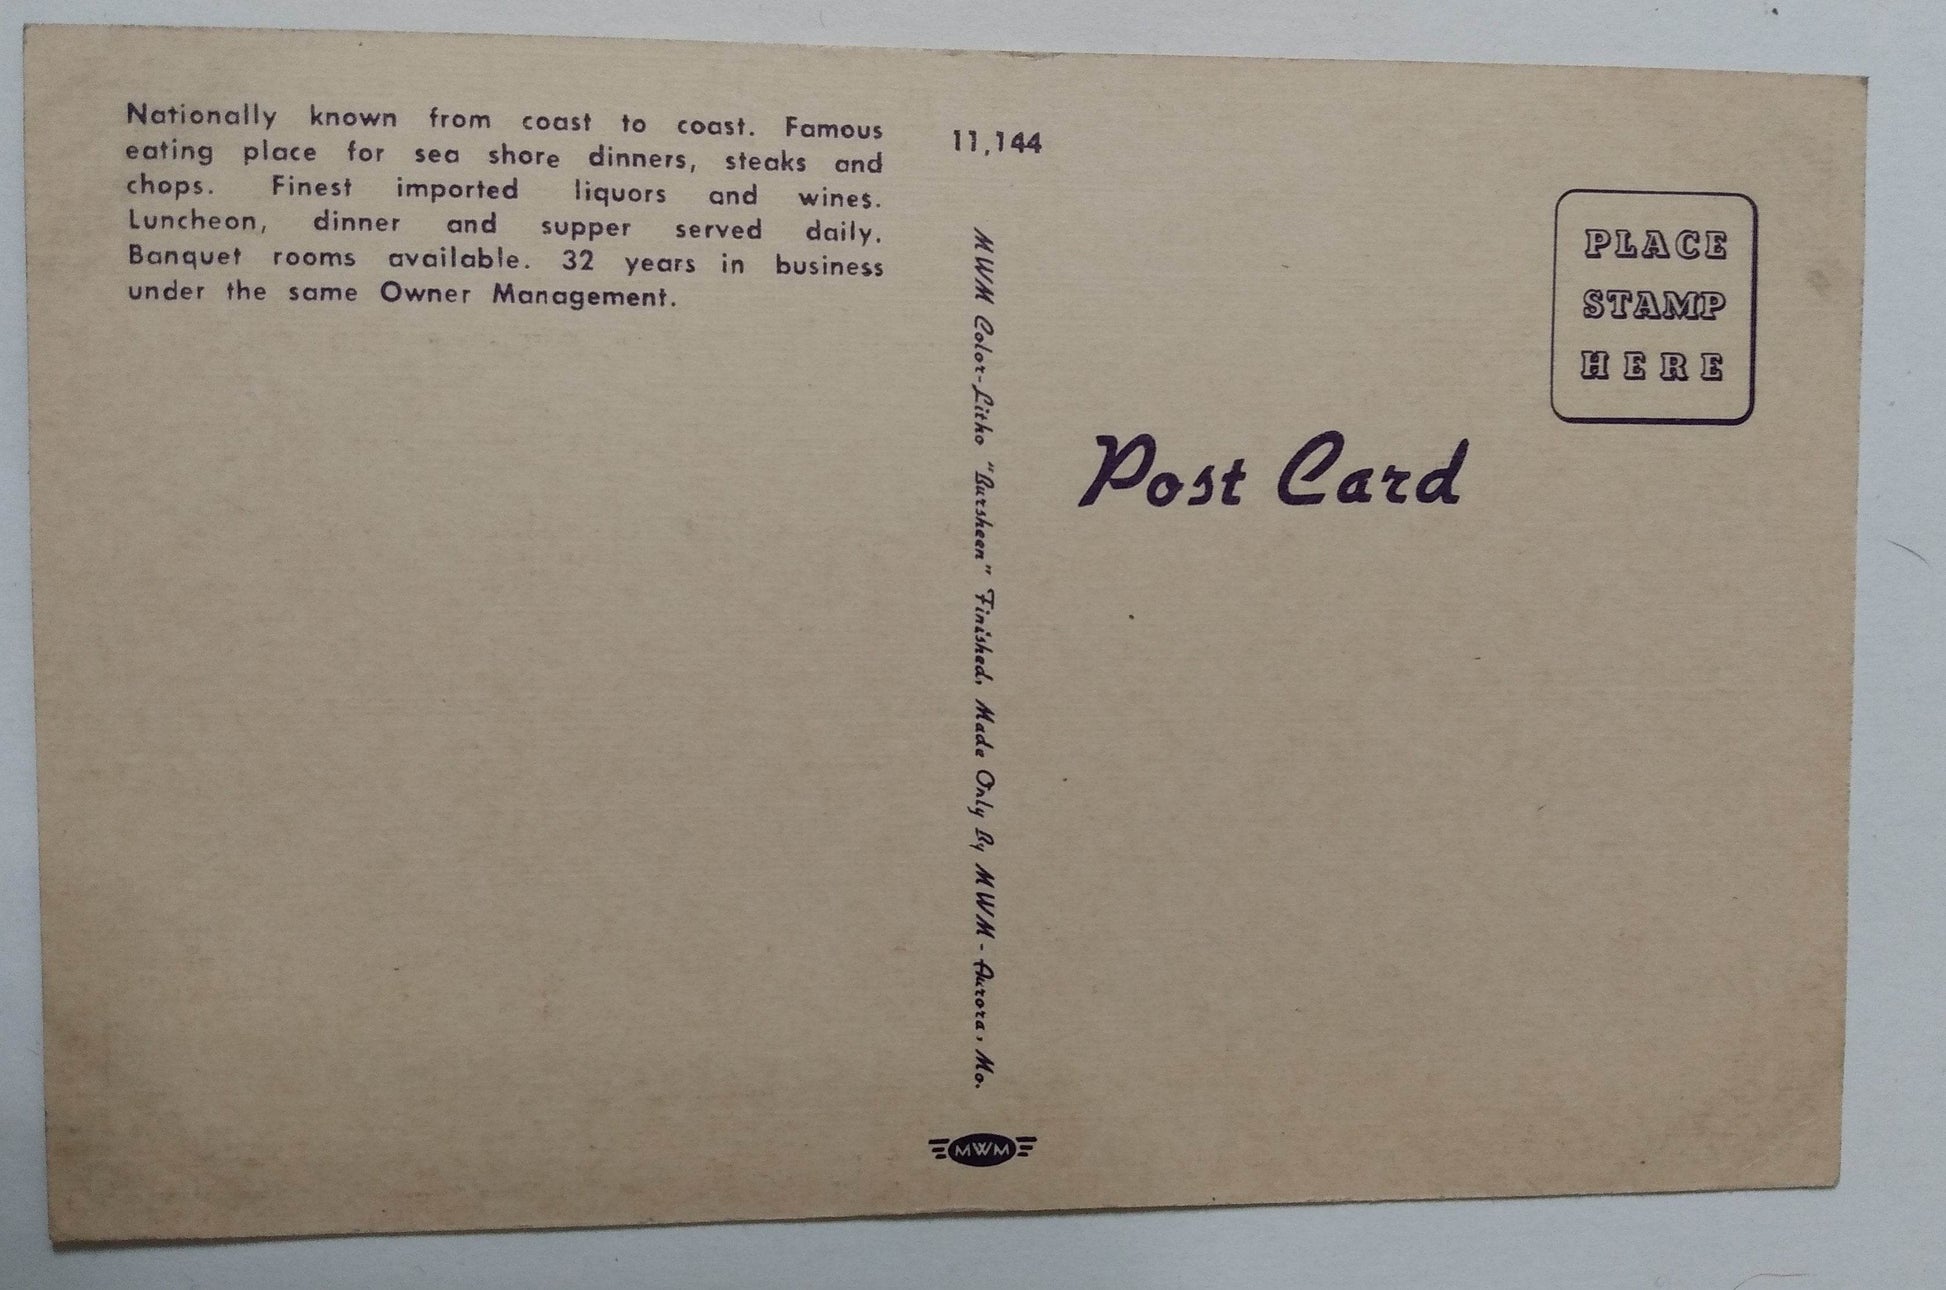 Nationally known from coast to coast. Famous
eating place for sea shore dinners, steaks and
chops. Finest imported liquors and wines.
Luncheon, dinner and supper served daily.
Banquet rooms available. 32 years in business
under the same Owner Management.
11,144
MWM Color-Litho "Bursheen" Finished, Made Only By MWM - Aurora, Mo.
MWM
PLACE
STAMP
HERE
Post Card